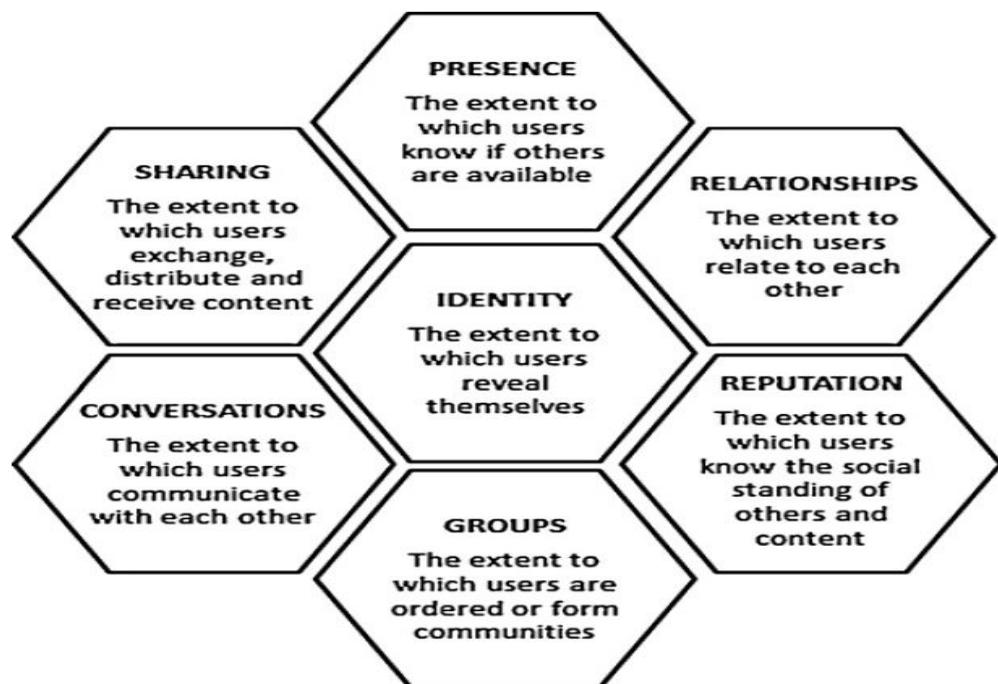 PRESENCE
The extent to
which users
know if others
are available
SHARING
The extent to
which users
exchange,
distribute and
receive content
RELATIONSHIPS
The extent to
which users
relate to each
other
IDENTITY
The extent to
which users
reveal
themselves
CONVERSATIONS
The extent to
which users
communicate
with each other
REPUTATION
The extent to
which users
know the social
standing of
others and
content
GROUPS
The extent to
which users are
ordered or form
communities